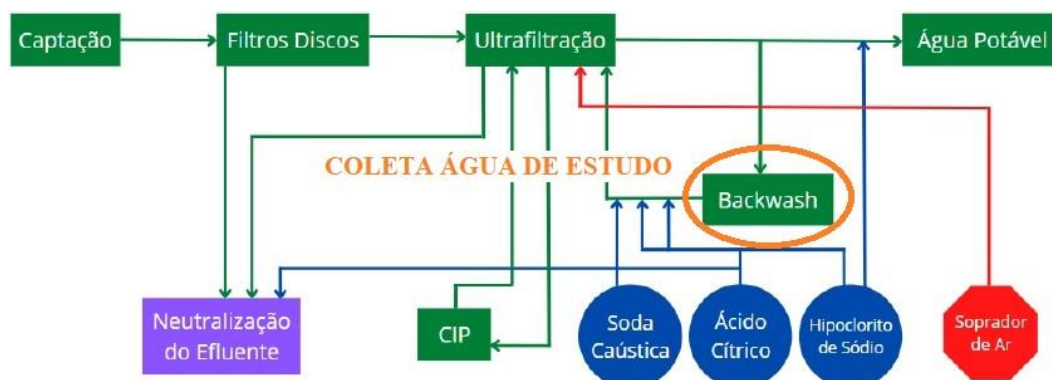 Captação
Filtros Discos
Ultrafiltração
Água Potável
COLETA ÁGUA DE ESTUDO
Backwash
Neutralização
do Efluente
CIP
Soda
Caústica
Ácido
Cítrico
Hipoclorito
de Sódio
Soprador
de Ar